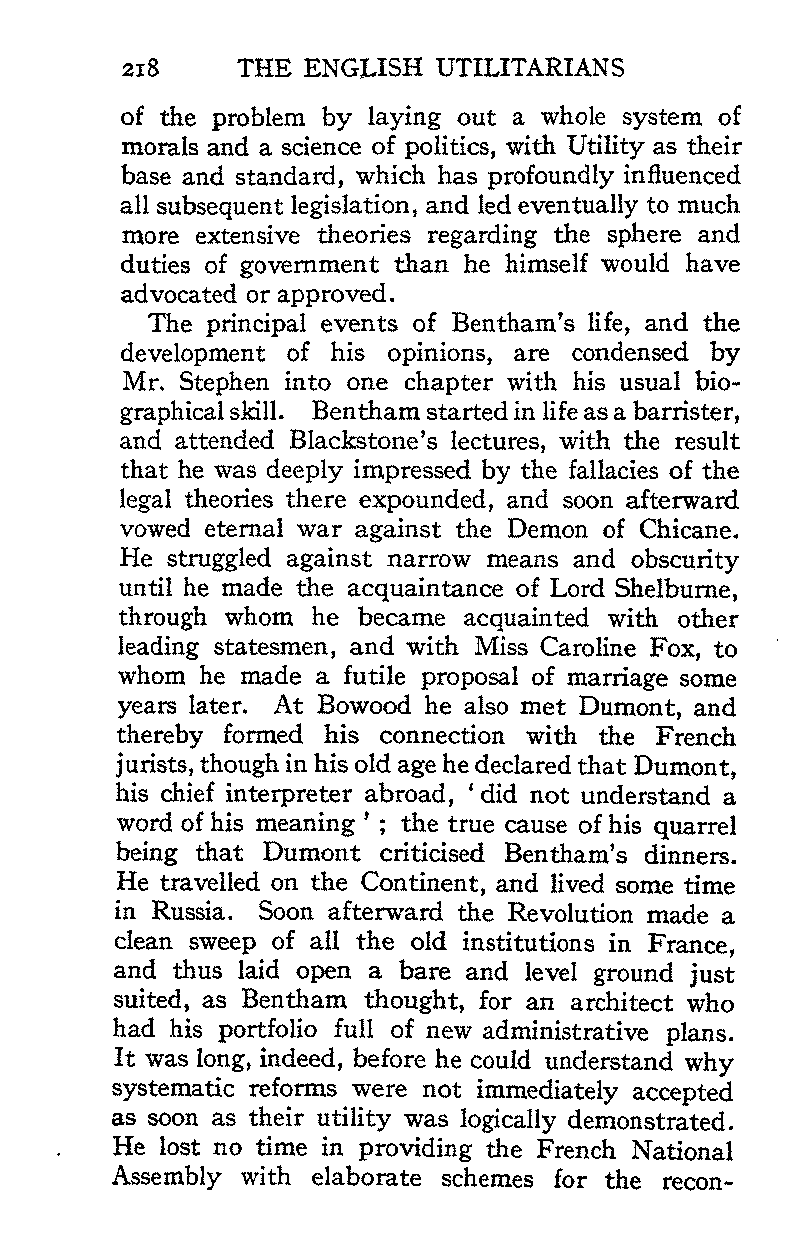 218 THE ENGLISH UTILITARIANS
of the problem by laying out a whole system of
morals and a science of politics, with Utility as their
base and standard, which has profoundly influenced
all subsequent legislation, and led eventually to much
more extensive theories regarding the sphere and
duties of government than he himself would have
advocated or approved.
The principal events of Bentham's life, and the
development of his opinions, are condensed by
Mr. Stephen into one chapter with his usual bio-
graphical skill. Bentham started in life as a barrister,
and attended Blackstone's lectures, with the result
that he was deeply impressed by the fallacies of the
legal theories there expounded, and soon afterward
vowed eternal war against the Demon of Chicane.
He struggled against narrow means and obscurity
until he made the acquaintance of Lord Shelburne,
through whom he became acquainted with other
leading statesmen, and with Miss Caroline Fox, to
whom he made a futile proposal of marriage some
years later. At Bowood he also met Dumont, and
thereby formed his connection with the French
jurists, though in his old age he declared that Dumont,
his chief interpreter abroad, ' did not understand a
word of his meaning ' ; the true cause of his quarrel
being that Dumont criticised Bentham's dinners.
He travelled on the Continent, and lived some time
in Russia. Soon afterward the Revolution made a
clean sweep of all the old institutions in France,
and thus laid open a bare and level ground just
suited, as Bentham thought, for an architect who
had his portfolio full of new administrative plans.
It was long, indeed, before he could understand why
systematic reforms were not immediately accepted
as soon as their utility was logically demonstrated.
He lost no time in providing the French National
Assembly with elaborate schemes for the recon-